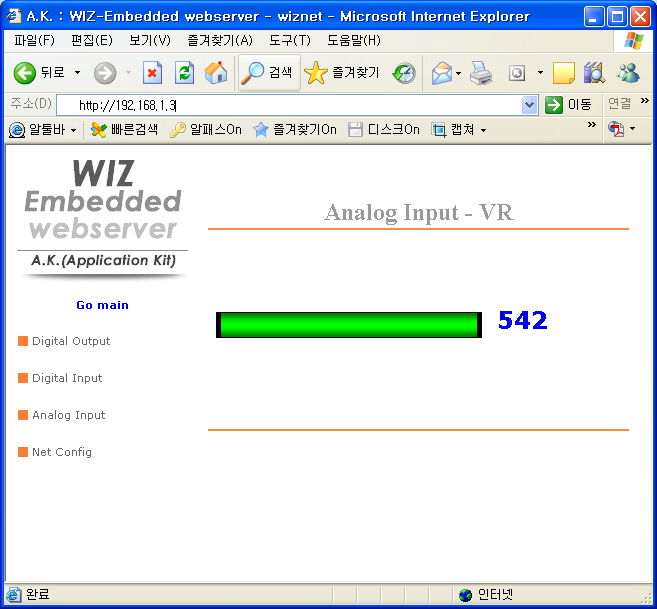 A.K. : WIZ-Embedded webserver - wiznet - Microsoft Internet Explorer
파일(F) 편집(E) 보기(V) 즐겨찾기(A) 도구(T) 도움말(H)
뒤로 검색 즐겨찾기
주소(D) http://192,168,1,3 이동 연결 »
알툴바 빠른검색 알패스On 즐겨찾기On 디스크On 캡쳐 »
WIZ
Embedded
webserver
A.K.(Application Kit)
Go main
Digital Output
Digital Input
Analog Input
Net Config
Analog Input - VR
542
완료 인터넷